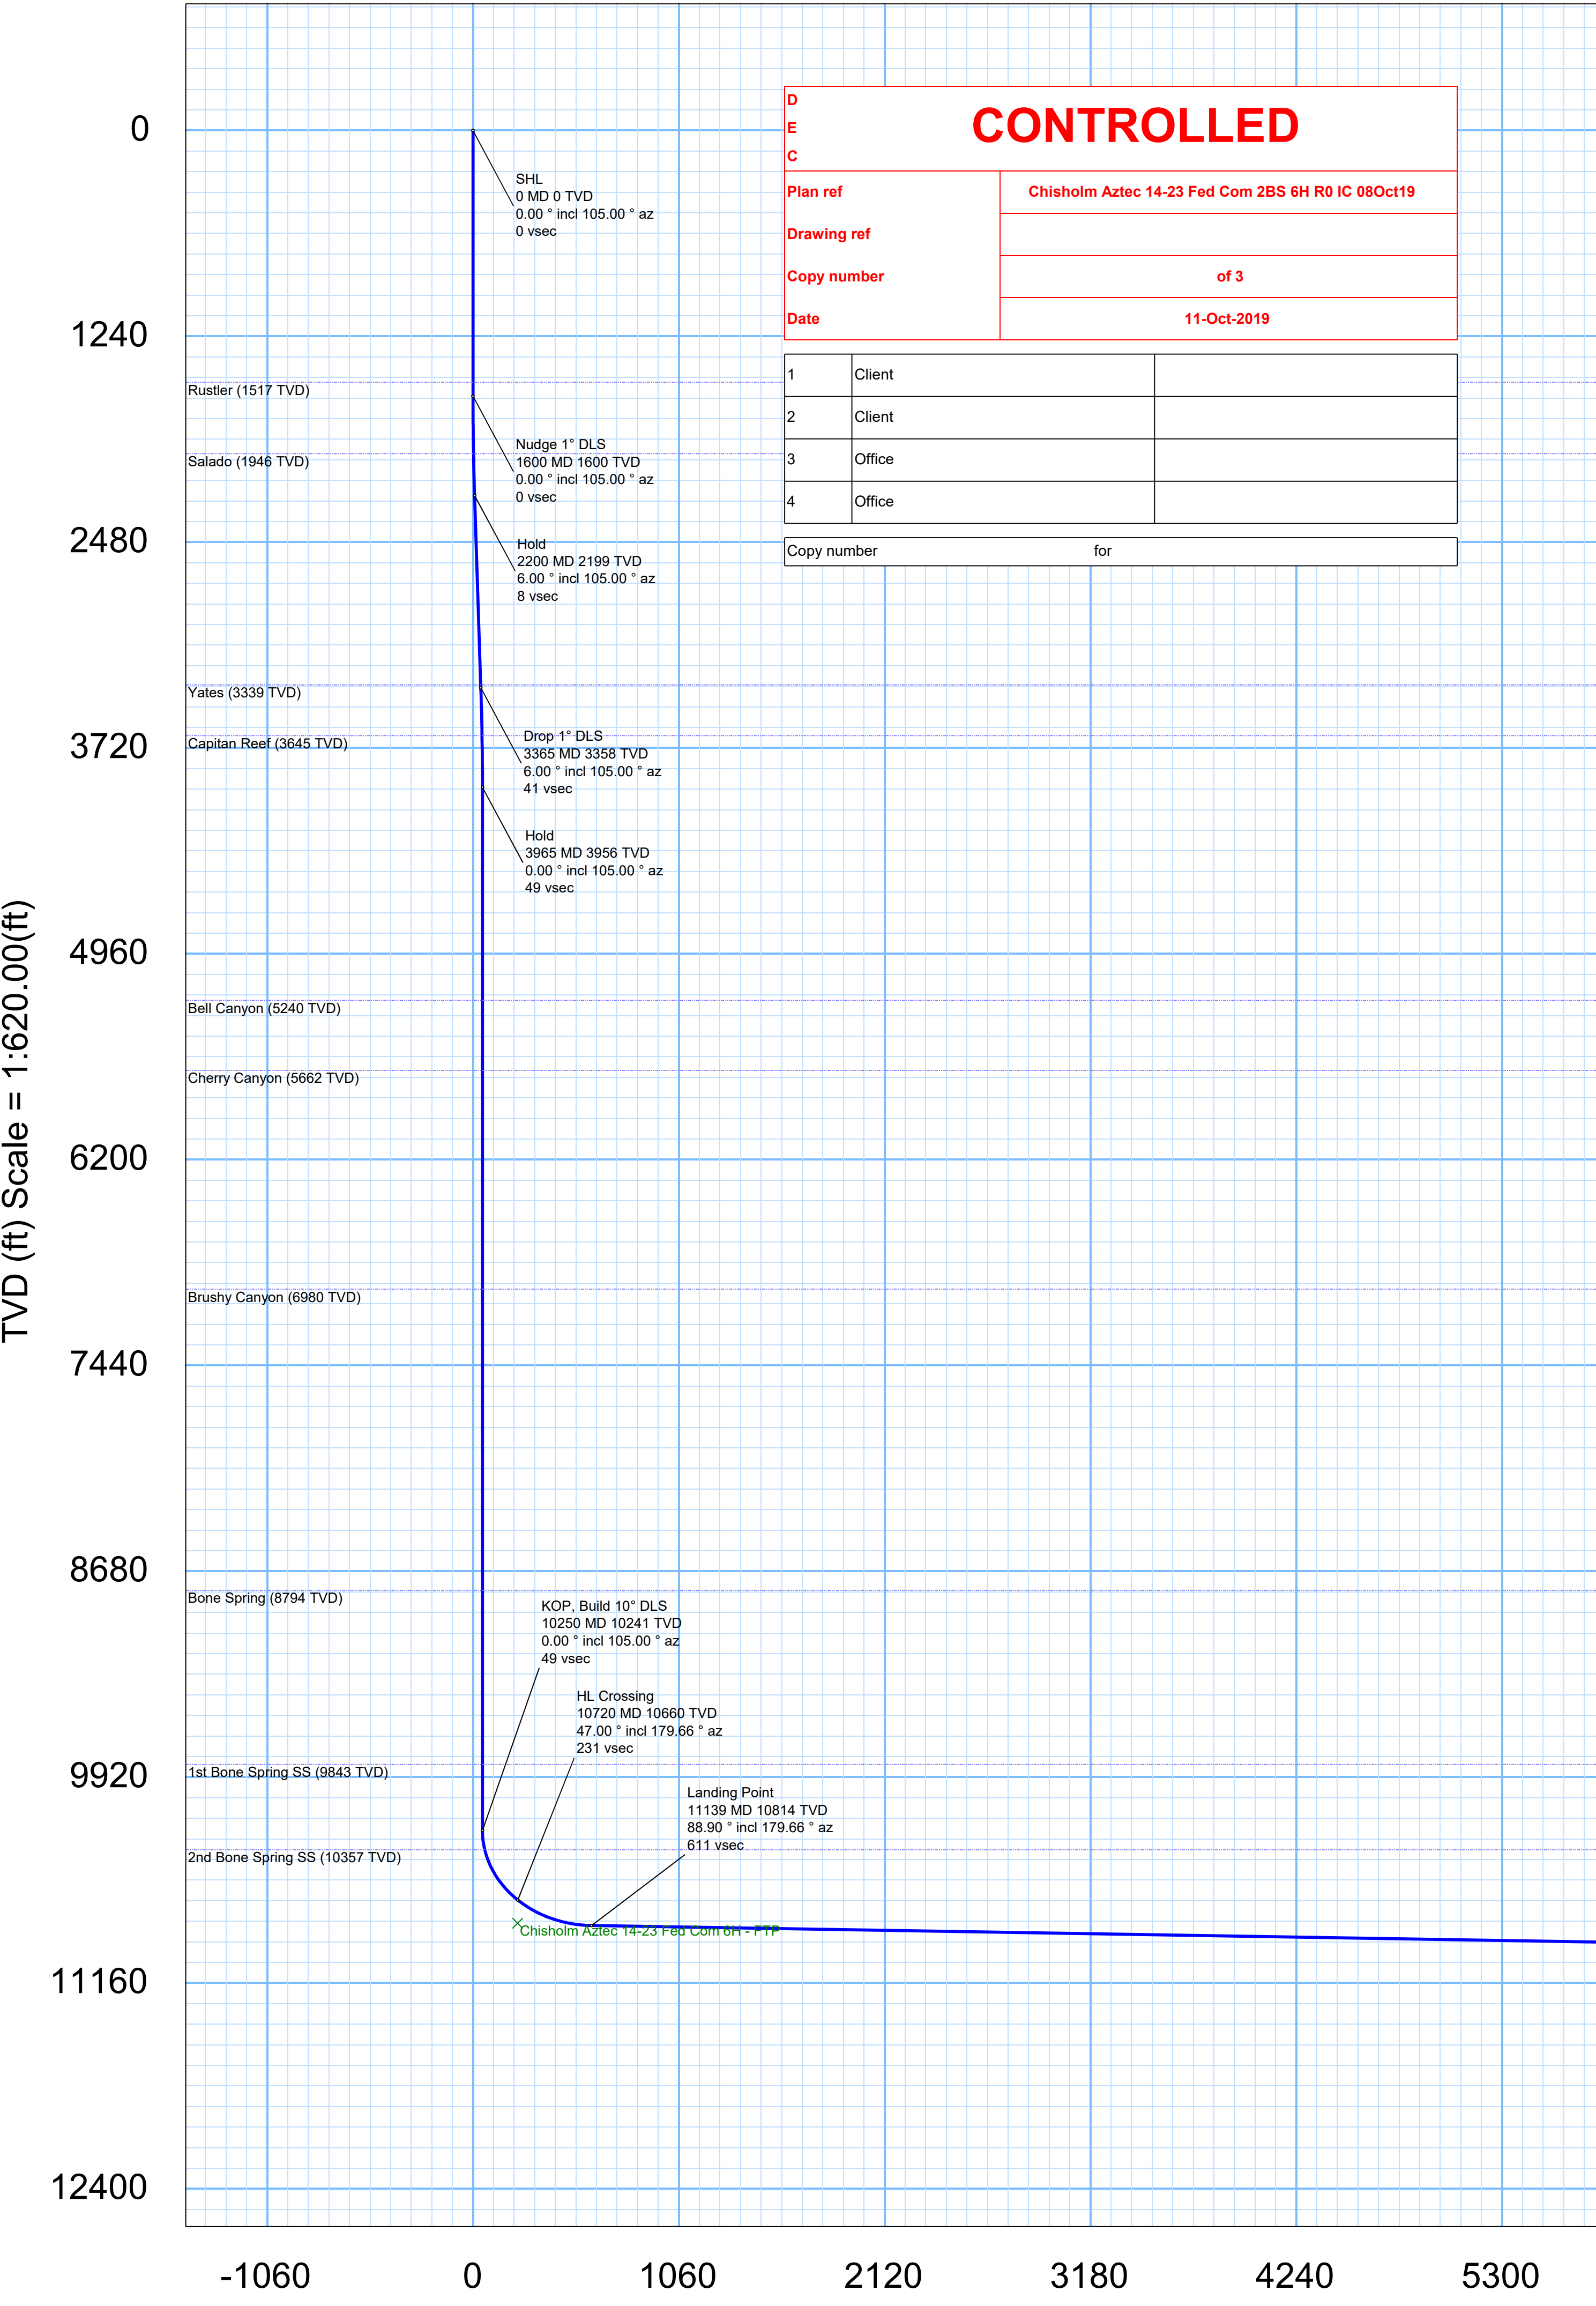 D
E
C
CONTROLLED
Plan ref
Chisholm Aztec 14-23 Fed Com 2BS 6H R0 IC 08Oct19
Drawing ref
Copy number
of 3
Date
11-Oct-2019
1 Client
2 Client
3 Office
4 Office
Copy number for
TVD (ft) Scale = 1:620.00(ft)
0
1240
2480
3720
4960
6200
7440
8680
9920
11160
12400
SHL
0 MD 0 TVD
0.00 ° incl 105.00 ° az
0 vsec
Rustler (1517 TVD)
Nudge 1° DLS
1600 MD 1600 TVD
0.00 ° incl 105.00 ° az
0 vsec
Salado (1946 TVD)
Hold
2200 MD 2199 TVD
6.00 ° incl 105.00 ° az
8 vsec
Yates (3339 TVD)
Capitan Reef (3645 TVD)
Drop 1° DLS
3365 MD 3358 TVD
6.00 ° incl 105.00 ° az
41 vsec
Hold
3965 MD 3956 TVD
0.00 ° incl 105.00 ° az
49 vsec
Bell Canyon (5240 TVD)
Cherry Canyon (5662 TVD)
Brushy Canyon (6980 TVD)
Bone Spring (8794 TVD)
KOP, Build 10° DLS
10250 MD 10241 TVD
0.00 ° incl 105.00 ° az
49 vsec
HL Crossing
10720 MD 10660 TVD
47.00 ° incl 179.66 ° az
231 vsec
1st Bone Spring SS (9843 TVD)
Landing Point
11139 MD 10814 TVD
88.90 ° incl 179.66 ° az
611 vsec
2nd Bone Spring SS (10357 TVD)
Chisholm Aztec 14-23 Fed Com 6H - FTP
-1060
0
1060
2120
3180
4240
5300